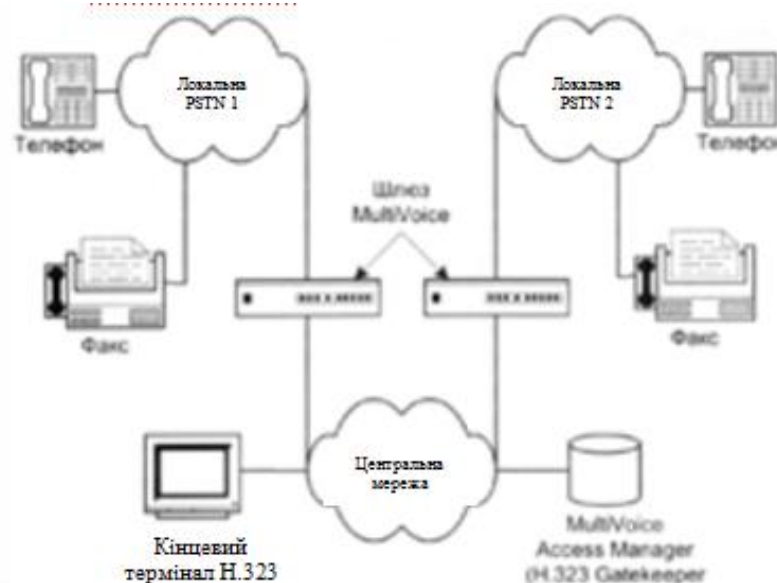 Локальна
PSTN 1
Локальна
PSTN 2
Телефон
Телефон
Шлюз
MultiVoice
Факс
Факс
Центральна
мережа
Кінцевий
термінал H.323
MultiVoice
Access Manager
(H.323 Gatekeeper